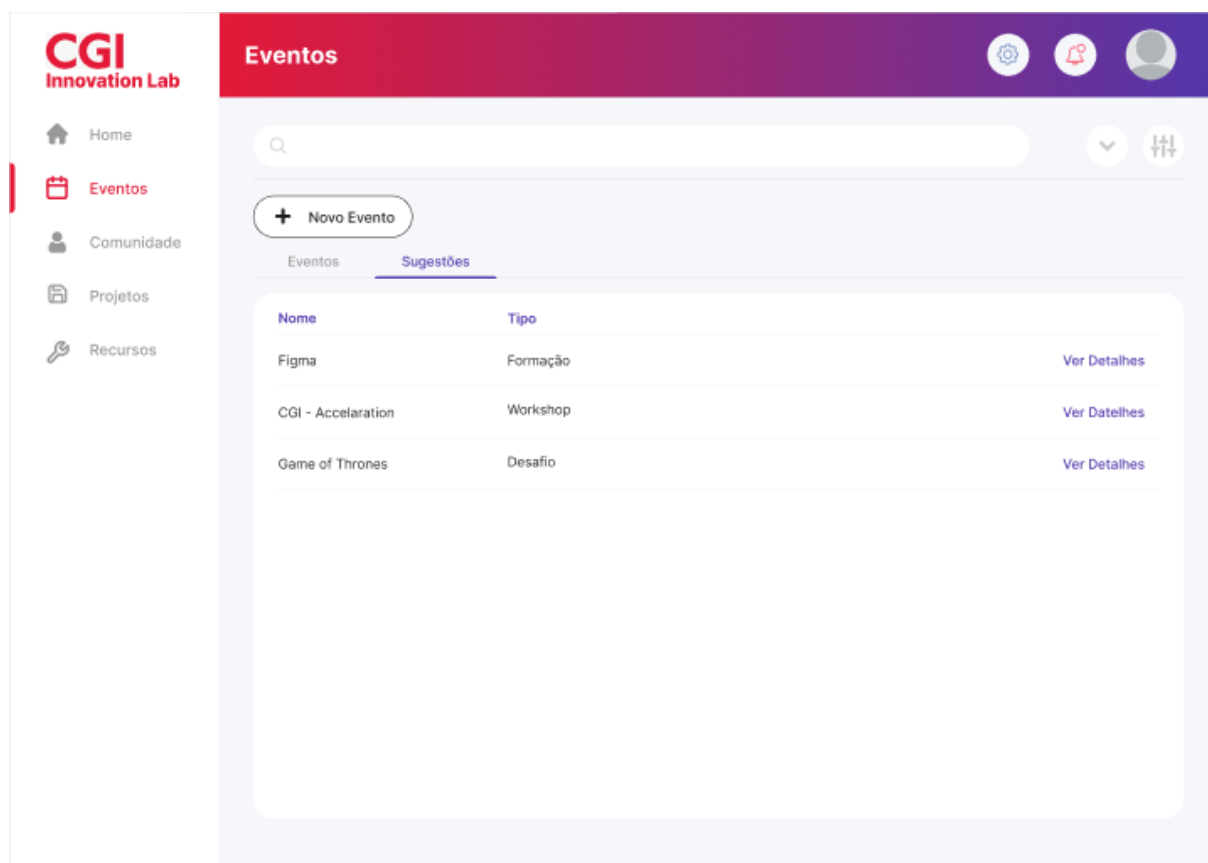 CGI
Innovation Lab
Eventos
Home
Eventos
Comunidade
Projetos
Recursos
Novo Evento
Eventos Sugestões
Nome Tipo
Figma Formação Ver Detalhes
CGI - Accelaration Workshop Ver Datelhes
Game of Thrones Desafio Ver Detalhes